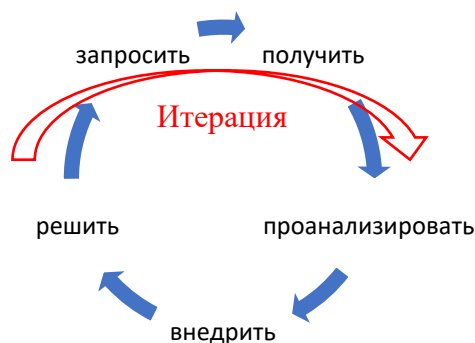 запросить
получить
Итерация
решить
проанализировать
внедрить